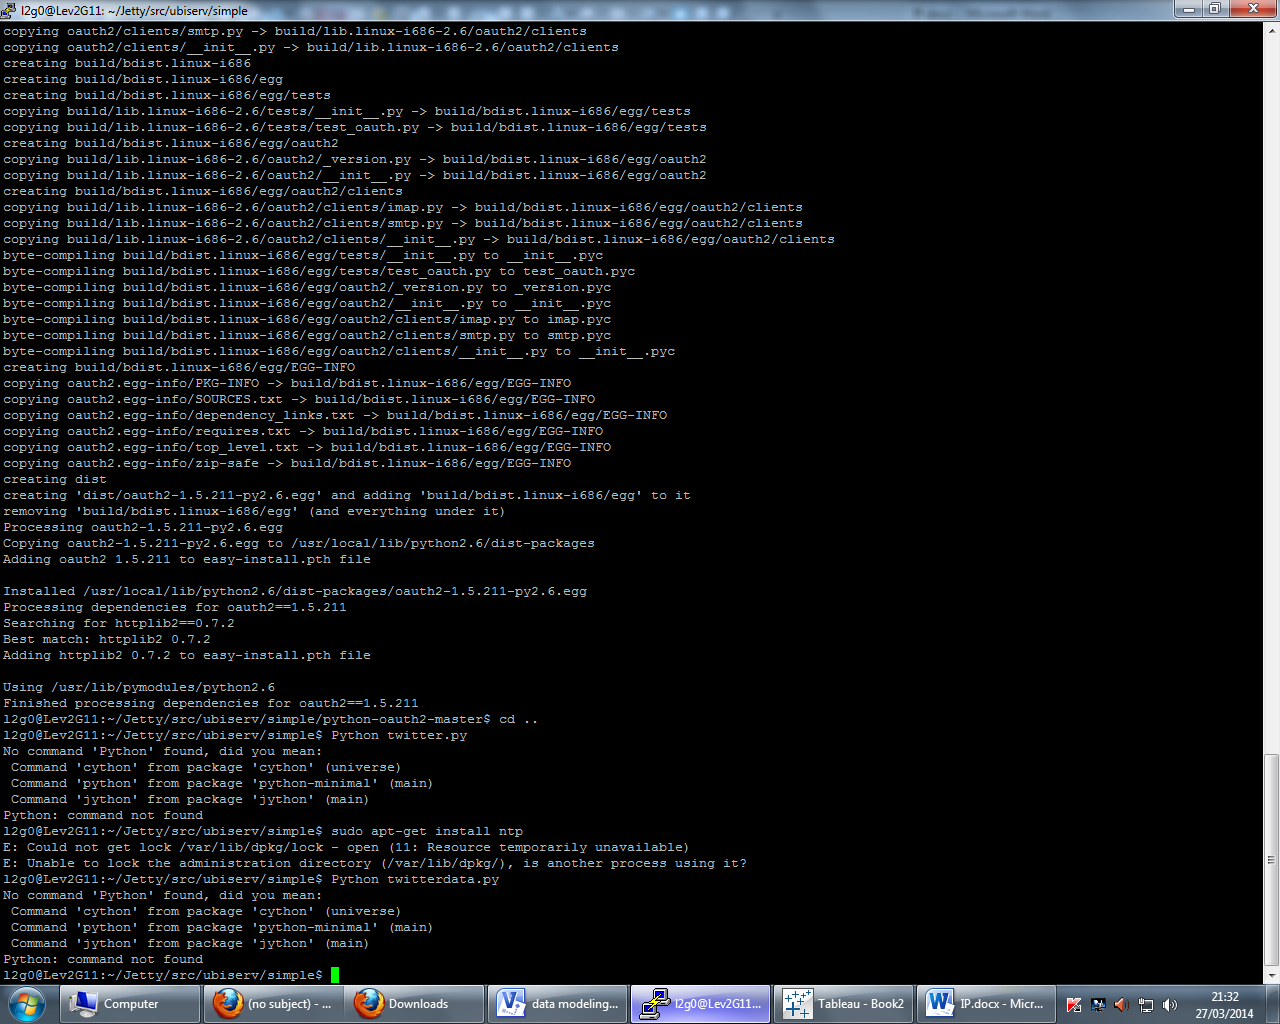 l2g0@Lev2G11: ~/Jetty/src/ubiserv/simple
copying oauth2/clients/smtp.py -> build/lib.linux-i686-2.6/oauth2/clients
copying oauth2/clients/__init__.py -> build/lib.linux-i686-2.6/oauth2/clients
creating build/bdist.linux-i686
creating build/bdist.linux-i686/egg
creating build/bdist.linux-i686/egg/tests
copying build/lib.linux-i686-2.6/tests/__init__.py -> build/bdist.linux-i686/egg/tests
copying build/lib.linux-i686-2.6/tests/test_oauth.py -> build/bdist.linux-i686/egg/tests
creating build/bdist.linux-i686/egg/oauth2
copying build/lib.linux-i686-2.6/oauth2/_version.py -> build/bdist.linux-i686/egg/oauth2
copying build/lib.linux-i686-2.6/oauth2/__init__.py -> build/bdist.linux-i686/egg/oauth2
creating build/bdist.linux-i686/egg/oauth2/clients
copying build/lib.linux-i686-2.6/oauth2/clients/imap.py -> build/bdist.linux-i686/egg/oauth2/clients
copying build/lib.linux-i686-2.6/oauth2/clients/smtp.py -> build/bdist.linux-i686/egg/oauth2/clients
copying build/lib.linux-i686-2.6/oauth2/clients/__init__.py -> build/bdist.linux-i686/egg/oauth2/clients
byte-compiling build/bdist.linux-i686/egg/tests/__init__.py to __init__.pyc
byte-compiling build/bdist.linux-i686/egg/tests/test_oauth.py to test_oauth.pyc
byte-compiling build/bdist.linux-i686/egg/oauth2/_version.py to _version.pyc
byte-compiling build/bdist.linux-i686/egg/oauth2/__init__.py to __init__.pyc
byte-compiling build/bdist.linux-i686/egg/oauth2/clients/imap.py to imap.pyc
byte-compiling build/bdist.linux-i686/egg/oauth2/clients/smtp.py to smtp.pyc
byte-compiling build/bdist.linux-i686/egg/oauth2/clients/__init__.py to __init__.pyc
creating build/bdist.linux-i686/egg/EGG-INFO
copying oauth2.egg-info/PKG-INFO -> build/bdist.linux-i686/egg/EGG-INFO
copying oauth2.egg-info/SOURCES.txt -> build/bdist.linux-i686/egg/EGG-INFO
copying oauth2.egg-info/dependency_links.txt -> build/bdist.linux-i686/egg/EGG-INFO
copying oauth2.egg-info/requires.txt -> build/bdist.linux-i686/egg/EGG-INFO
copying oauth2.egg-info/top_level.txt -> build/bdist.linux-i686/egg/EGG-INFO
copying oauth2.egg-info/zip-safe -> build/bdist.linux-i686/egg/EGG-INFO
creating dist
creating 'dist/oauth2-1.5.211-py2.6.egg' and adding 'build/bdist.linux-i686/egg' to it
removing 'build/bdist.linux-i686/egg' (and everything under it)
Processing oauth2-1.5.211-py2.6.egg
Copying oauth2-1.5.211-py2.6.egg to /usr/local/lib/python2.6/dist-packages
Adding oauth2 1.5.211 to easy-install.pth file
Installed /usr/local/lib/python2.6/dist-packages/oauth2-1.5.211-py2.6.egg
Processing dependencies for oauth2==1.5.211
Searching for httplib2==0.7.2
Best match: httplib2 0.7.2
Adding httplib2 0.7.2 to easy-install.pth file
Using /usr/lib/pymodules/python2.6
Finished processing dependencies for oauth2==1.5.211
l2g0@Lev2G11:~/Jetty/src/ubiserv/simple/python-oauth2-master$ cd ..
l2g0@Lev2G11:~/Jetty/src/ubiserv/simple$ Python twitter.py
No command 'Python' found, did you mean:
 Command 'cython' from package 'cython' (universe)
 Command 'python' from package 'python-minimal' (main)
 Command 'jython' from package 'jython' (main)
Python: command not found
l2g0@Lev2G11:~/Jetty/src/ubiserv/simple$ sudo apt-get install ntp
E: Could not get lock /var/lib/dpkg/lock - open (11: Resource temporarily unavailable)
E: Unable to lock the administration directory (/var/lib/dpkg/), is another process using it?
l2g0@Lev2G11:~/Jetty/src/ubiserv/simple$ Python twitterdata.py
No command 'Python' found, did you mean:
 Command 'cython' from package 'cython' (universe)
 Command 'python' from package 'python-minimal' (main)
 Command 'jython' from package 'jython' (main)
Python: command not found
l2g0@Lev2G11:~/Jetty/src/ubiserv/simple$
Computer (no subject) - ... Downloads data modeling... l2g0@Lev2G11:... Tableau - Book2 IP.docx - Micr... 21:32
27/03/2014